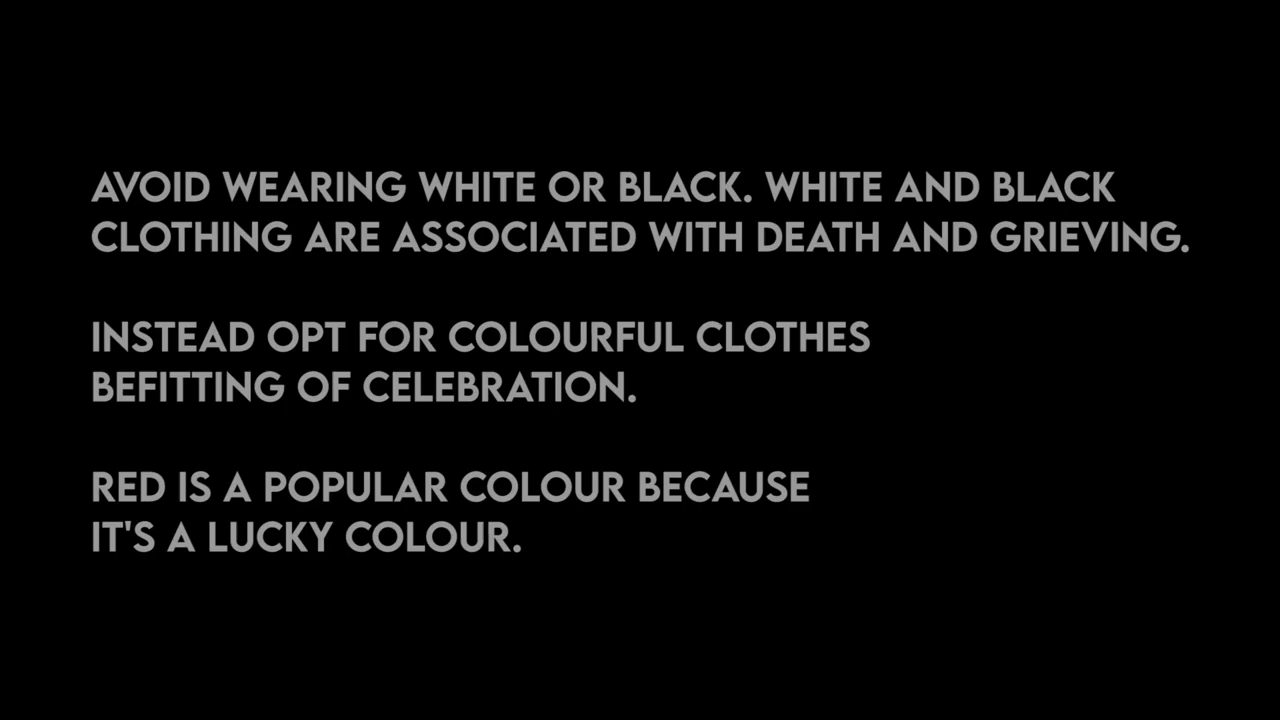 AVOID WEARING WHITE OR BLACK. WHITE AND BLACK
CLOTHING ARE ASSOCIATED WITH DEATH AND GRIEVING.
INSTEAD OPT FOR COLOURFUL CLOTHES
BEFITTING OF CELEBRATION.
RED IS A POPULAR COLOUR BECAUSE
IT'S A LUCKY COLOUR.